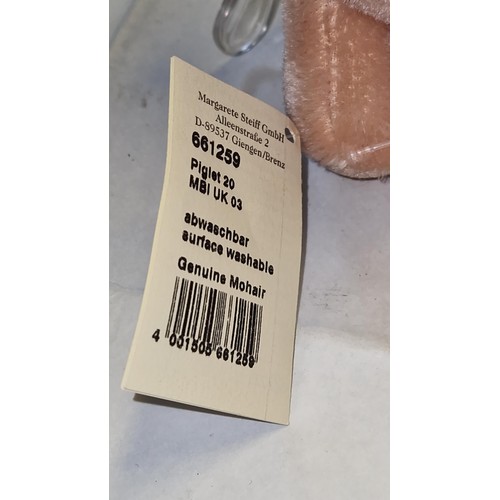 Margarete Steiff GmbH
Alleenstraße 2
D-89537 Giengen/Brenz
661259
Piglet 20
MBI UK 03
abwaschbar
surface washable
Genuine Mohair
4 001505 661259